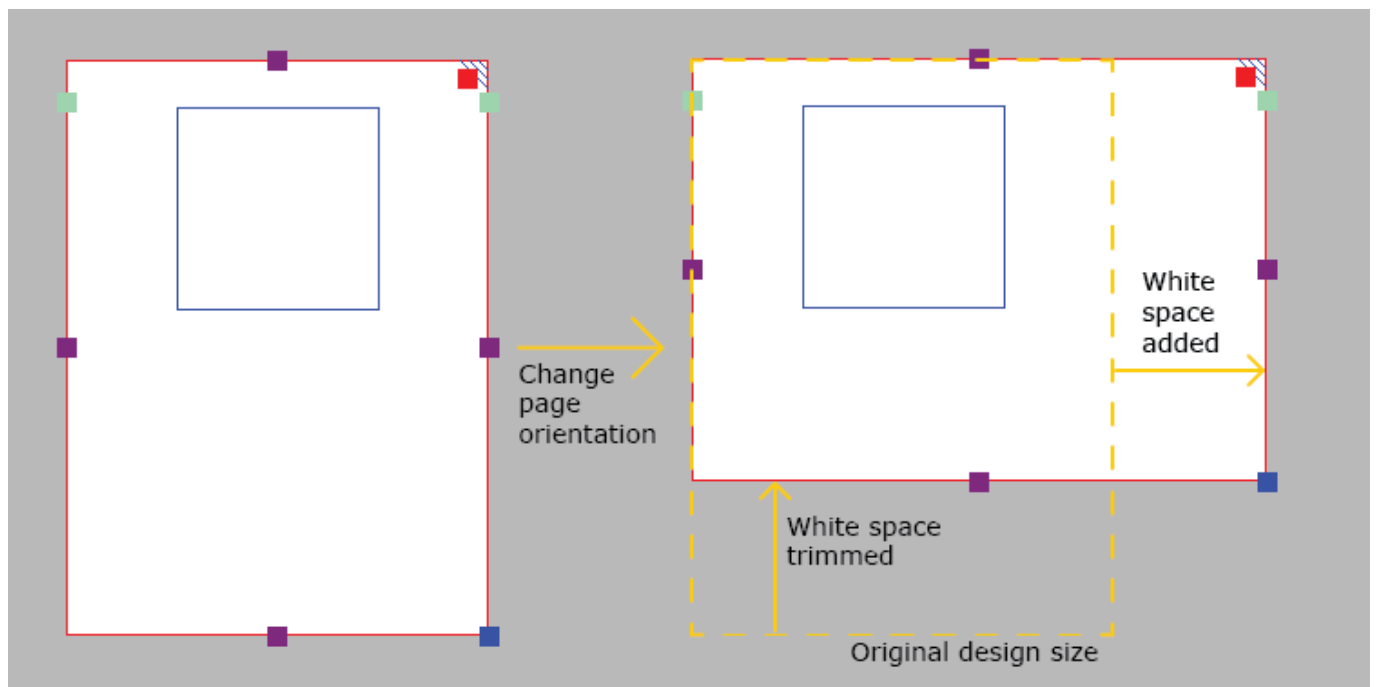 Change
page
orientation
White
space
added
White space
trimmed
Original design size